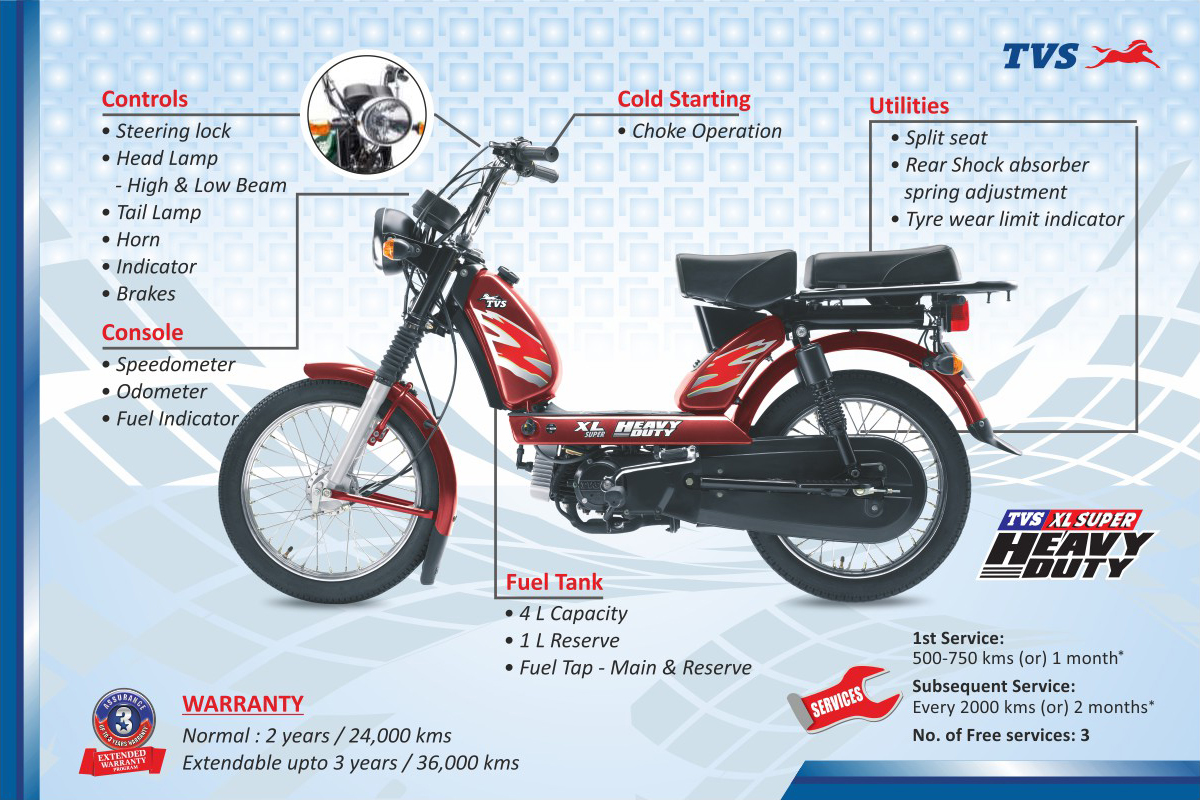 TVS
Controls
• Steering lock
• Head Lamp
- High & Low Beam
• Tail Lamp
• Horn
• Indicator
• Brakes
Cold Starting
• Choke Operation
Utilities
• Split seat
• Rear Shock absorber
spring adjustment
• Tyre wear limit indicator
Console
• Speedometer
• Odometer
• Fuel Indicator
TVS
XL SUPER HEAVY DUTY
TVS XL SUPER
HEAVY
DUTY
Fuel Tank
• 4 L Capacity
• 1 L Reserve
• Fuel Tap - Main & Reserve
ASSURANCE
3
UP TO 3 YEARS WARRANTY
EXTENDED
WARRANTY
PROGRAM
WARRANTY
Normal : 2 years / 24,000 kms
Extendable upto 3 years / 36,000 kms
SERVICES
1st Service:
500-750 kms (or) 1 month*
Subsequent Service:
Every 2000 kms (or) 2 months*
No. of Free services: 3